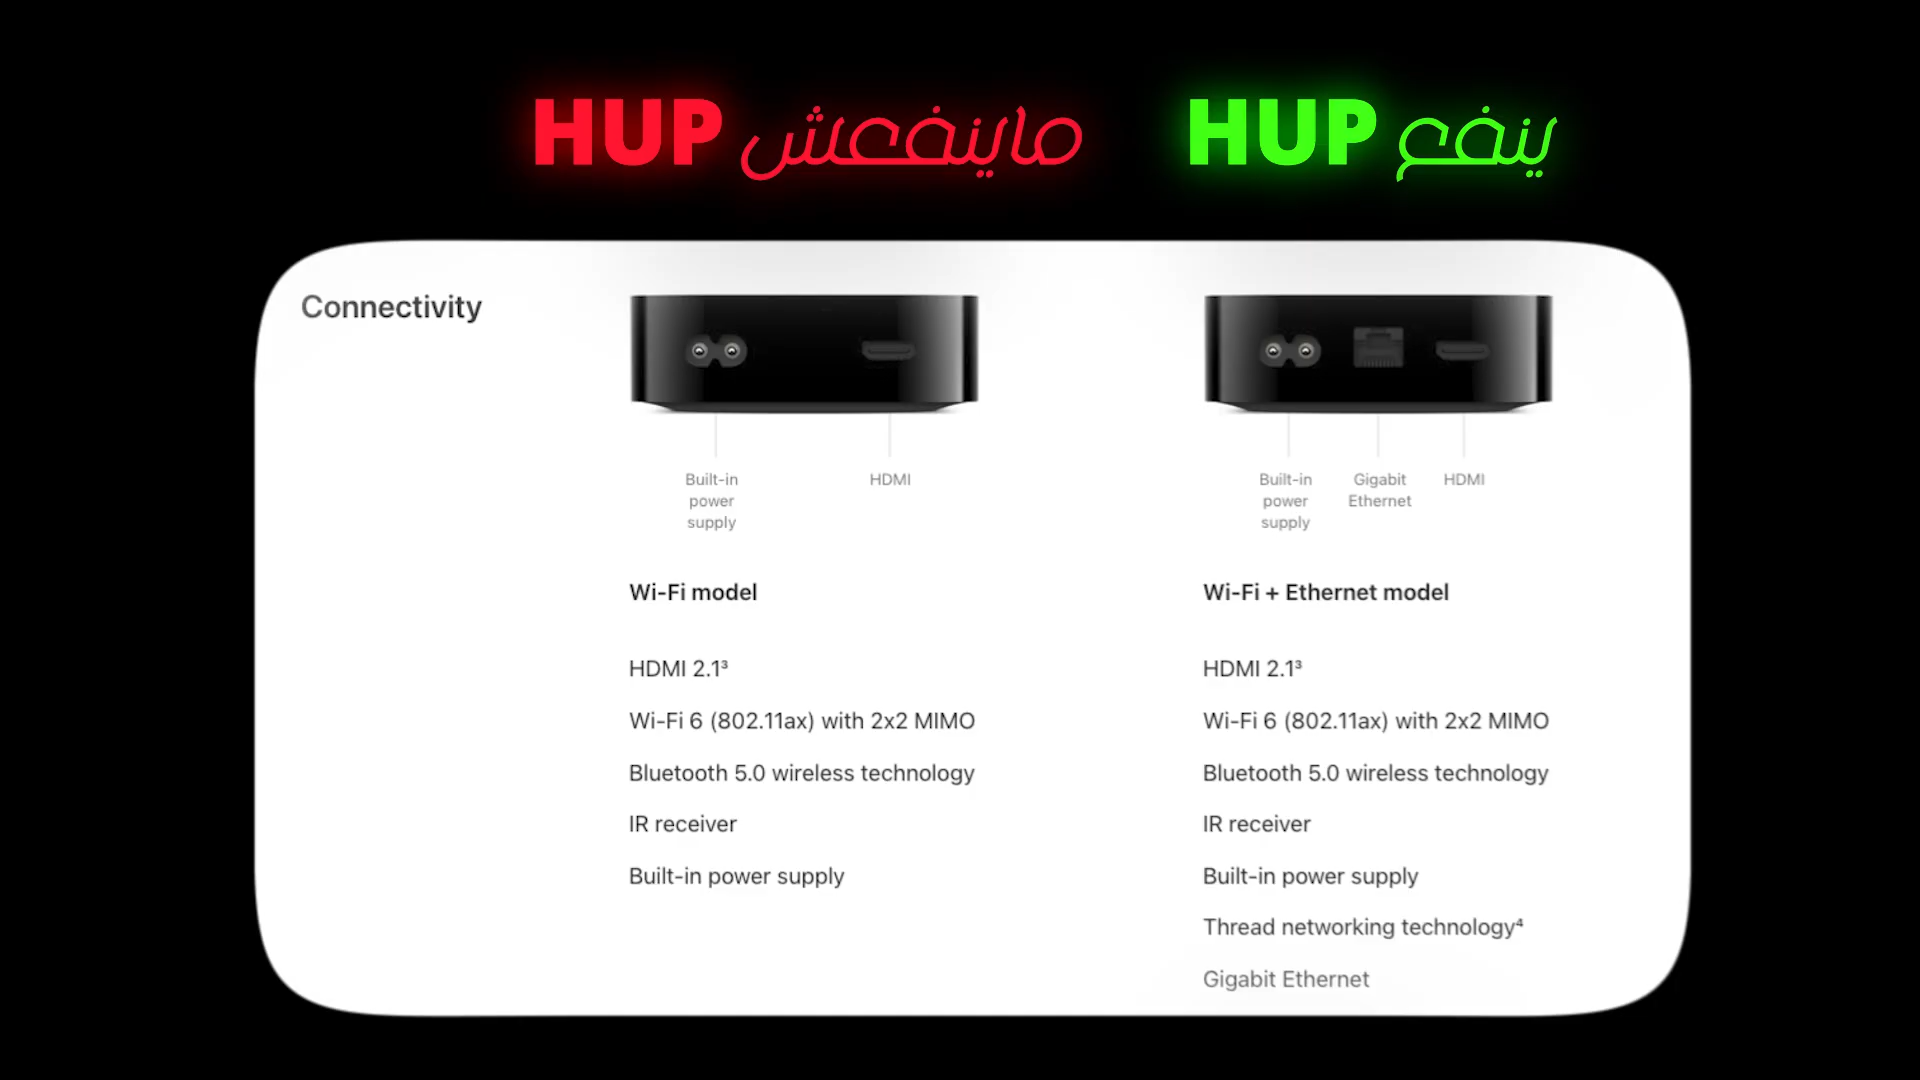 ماينفعش HUP
ينفع HUP
Connectivity
Built-in
power
supply
HDMI
Built-in
power
supply
Gigabit
Ethernet
HDMI
Wi-Fi model
HDMI 2.1³
Wi-Fi 6 (802.11ax) with 2x2 MIMO
Bluetooth 5.0 wireless technology
IR receiver
Built-in power supply
Wi-Fi + Ethernet model
HDMI 2.1³
Wi-Fi 6 (802.11ax) with 2x2 MIMO
Bluetooth 5.0 wireless technology
IR receiver
Built-in power supply
Thread networking technology⁴
Gigabit Ethernet